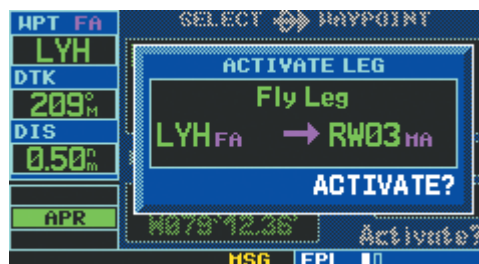 WPT FA
SELECT WAYPOINT
LYH
DTK
209°M
DIS
0.50nm
APR
ACTIVATE LEG
Fly Leg
LYH FA → RW03 MA
ACTIVATE?
W079°12.36'
Activate?
MSG FPL